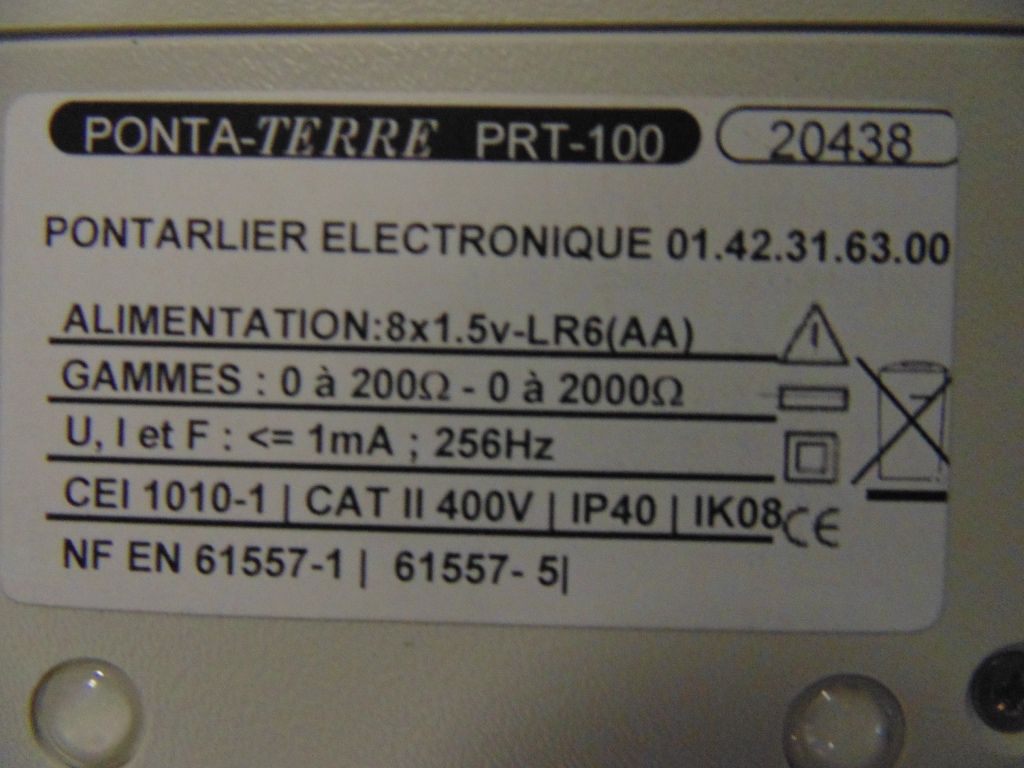 PONTA-TERRE PRT-100 20438
PONTARLIER ELECTRONIQUE 01.42.31.63.00
ALIMENTATION:8x1.5v-LR6(AA)
GAMMES : 0 à 200Ω - 0 à 2000Ω
U, I et F : <= 1mA ; 256Hz
CEI 1010-1 | CAT II 400V | IP40 | IK08 CE
NF EN 61557-1 | 61557- 5|